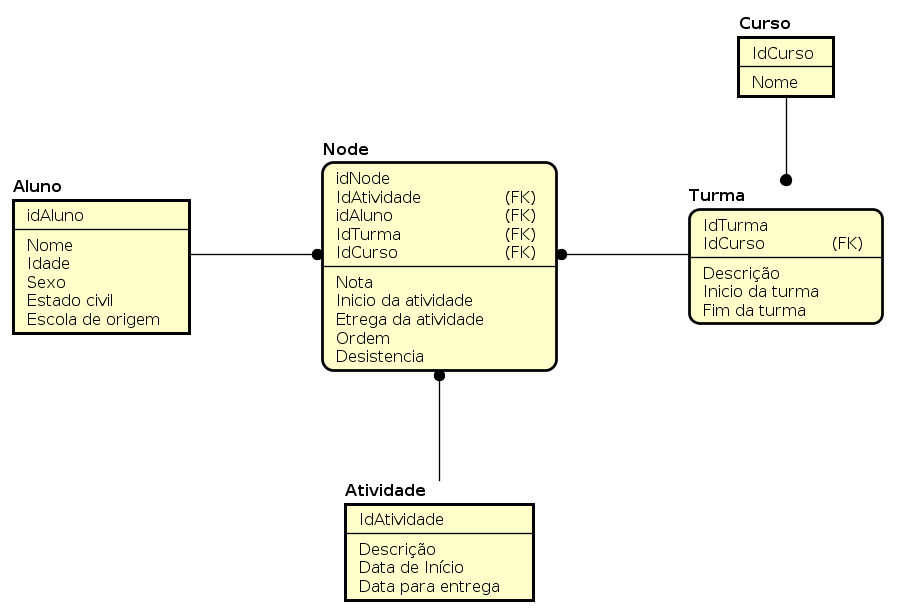 Curso
IdCurso
Nome
Node
idNode
IdAtividade (FK)
idAluno (FK)
IdTurma (FK)
IdCurso (FK)
Nota
Inicio da atividade
Etrega da atividade
Ordem
Desistencia
Aluno
idAluno
Nome
Idade
Sexo
Estado civil
Escola de origem
Turma
IdTurma
IdCurso (FK)
Descrição
Inicio da turma
Fim da turma
Atividade
IdAtividade
Descrição
Data de Início
Data para entrega